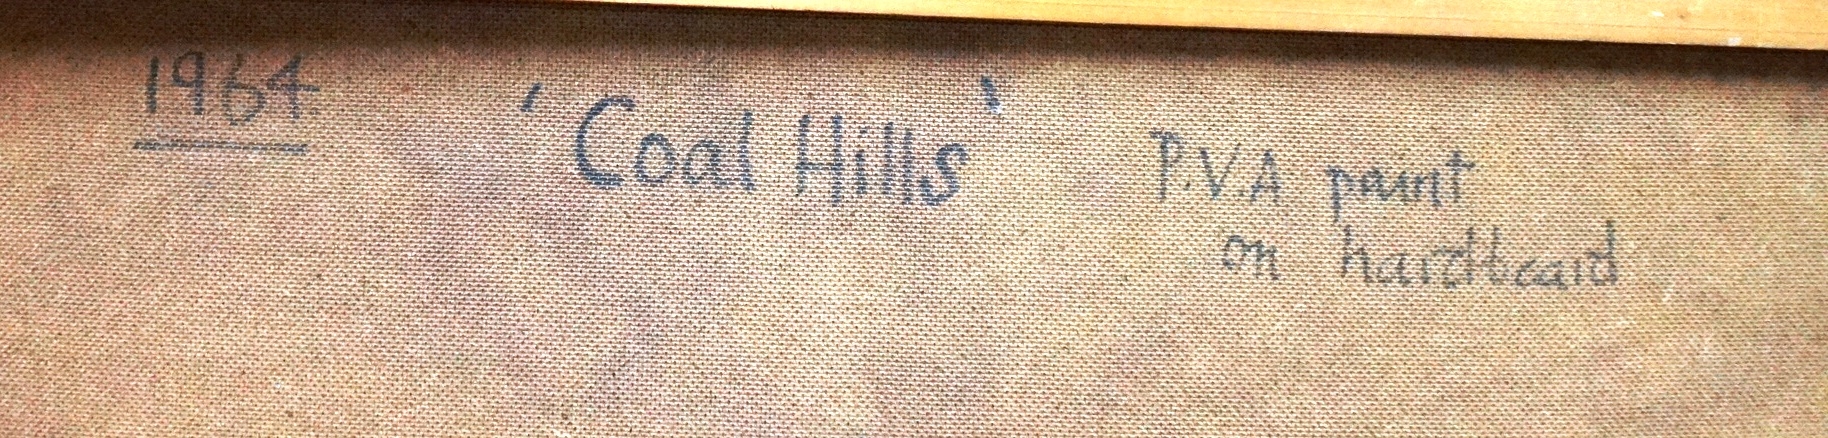 1964
'Coal Hills'
P.V.A paint
on hardboard